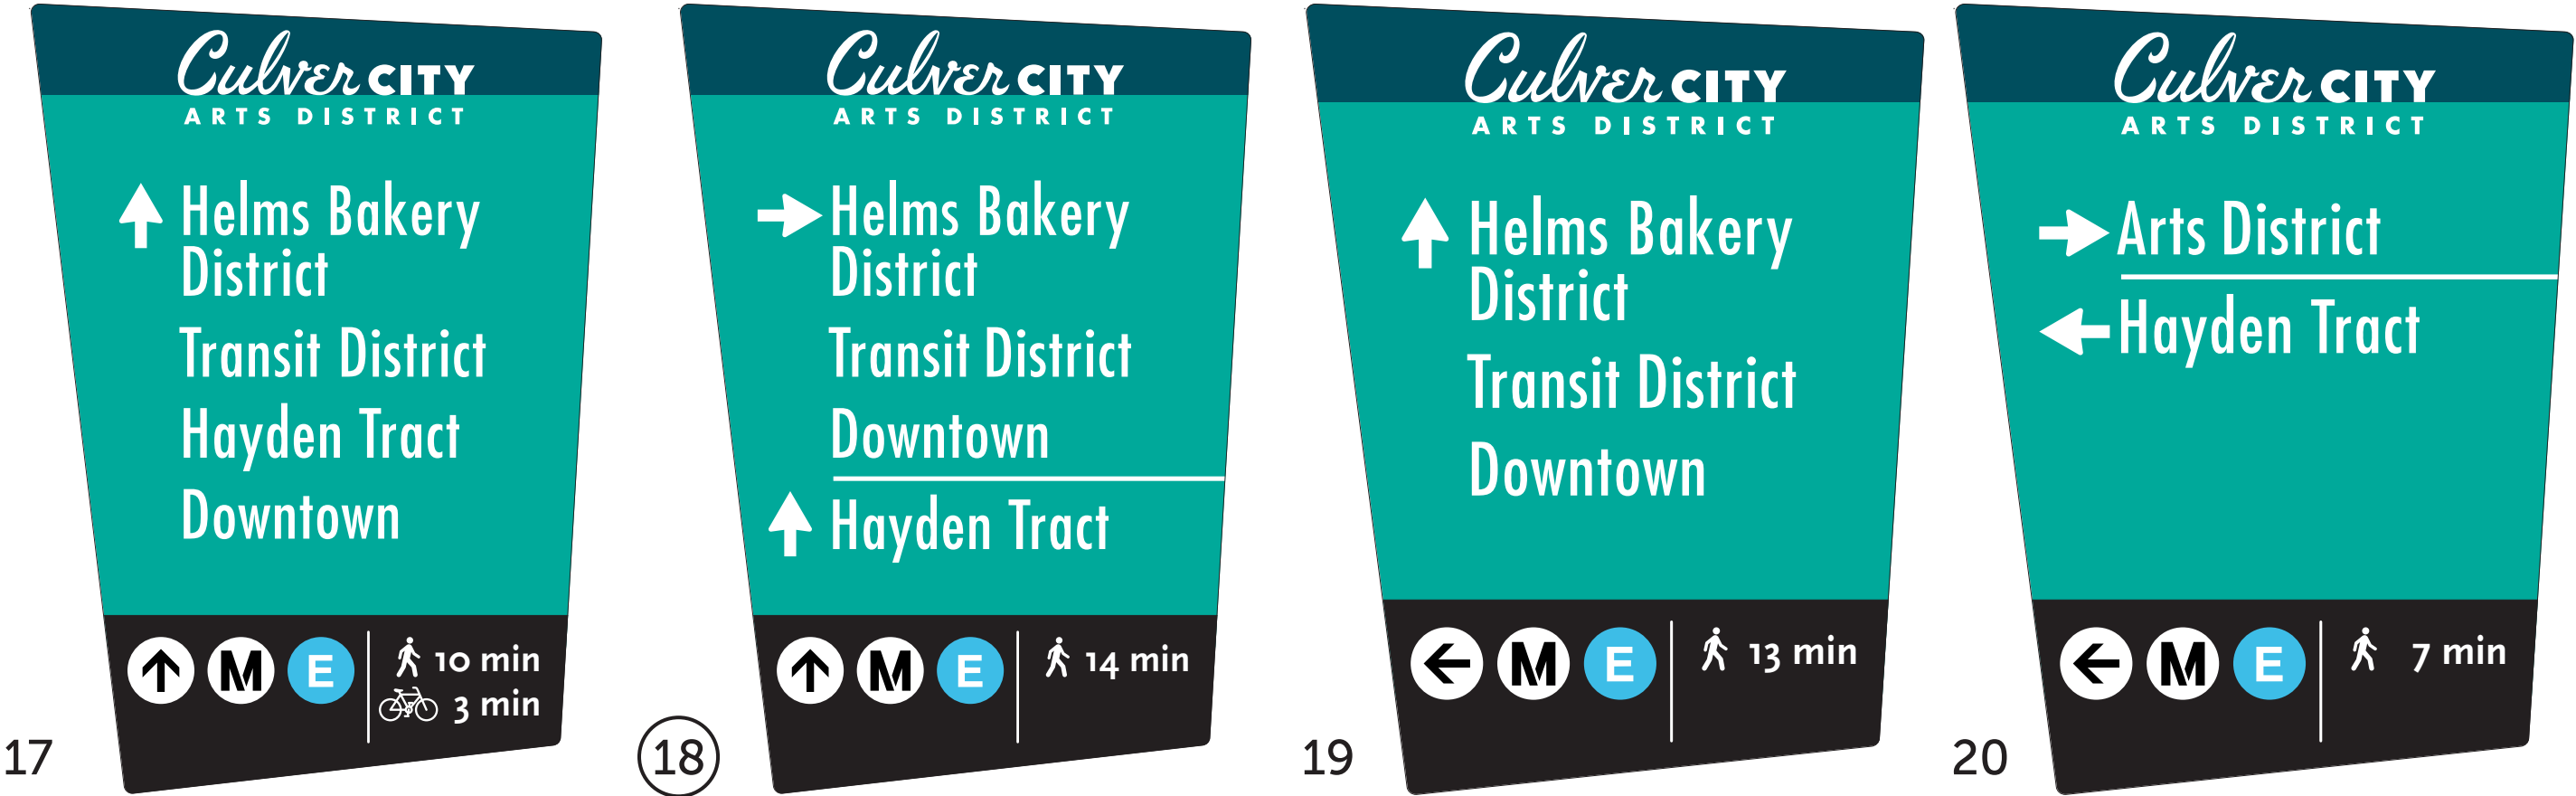 Culver CITY
ARTS DISTRICT
Helms Bakery
District
Transit District
Hayden Tract
Downtown
M E 10 min
3 min
17
Culver CITY
ARTS DISTRICT
Helms Bakery
District
Transit District
Downtown
Hayden Tract
M E 14 min
18
Culver CITY
ARTS DISTRICT
Helms Bakery
District
Transit District
Downtown
M E 13 min
19
Culver CITY
ARTS DISTRICT
Arts District
Hayden Tract
M E 7 min
20